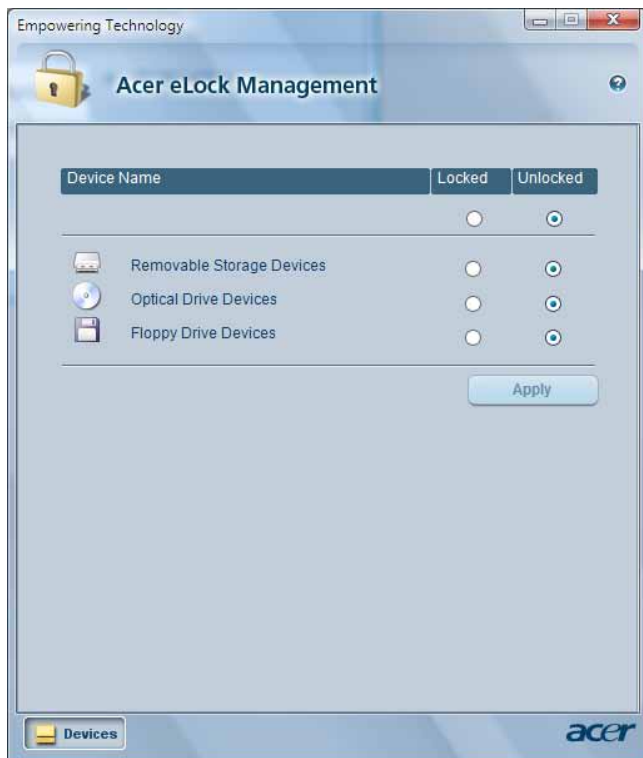 Empowering Technology
Acer eLock Management
Device Name Locked Unlocked
Removable Storage Devices
Optical Drive Devices
Floppy Drive Devices
Apply
Devices
acer